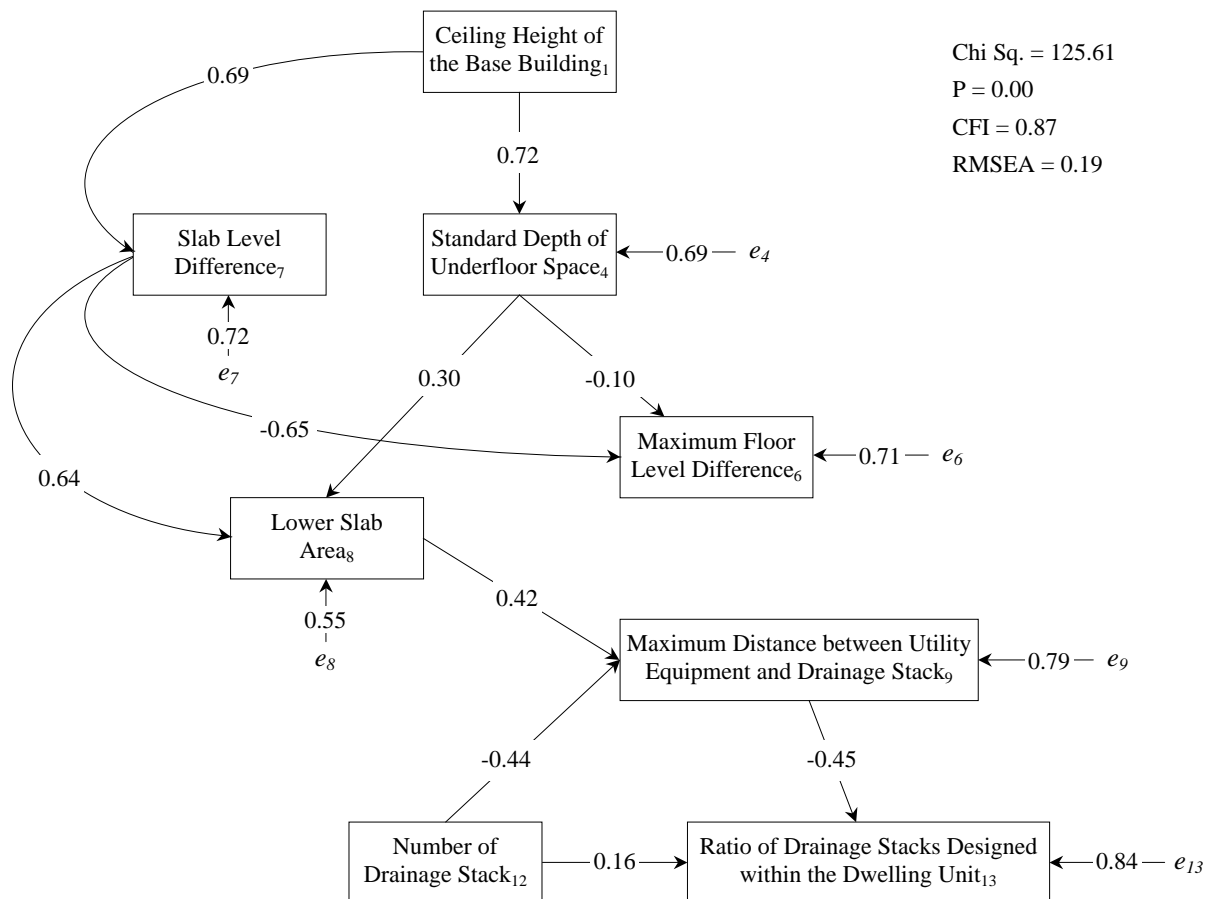 Ceiling Height of
the Base Building₁
Chi Sq. = 125.61
P = 0.00
CFI = 0.87
RMSEA = 0.19
0.69
0.72
Slab Level
Difference₇
Standard Depth of
Underfloor Space₄
0.69
e₄
0.72
e₇
0.30
-0.10
-0.65
0.64
Maximum Floor
Level Difference₆
0.71
e₆
Lower Slab
Area₈
0.55
e₈
0.42
Maximum Distance between Utility
Equipment and Drainage Stack₉
0.79
e₉
-0.44
-0.45
Number of
Drainage Stack₁₂
0.16
Ratio of Drainage Stacks Designed
within the Dwelling Unit₁₃
0.84
e₁₃